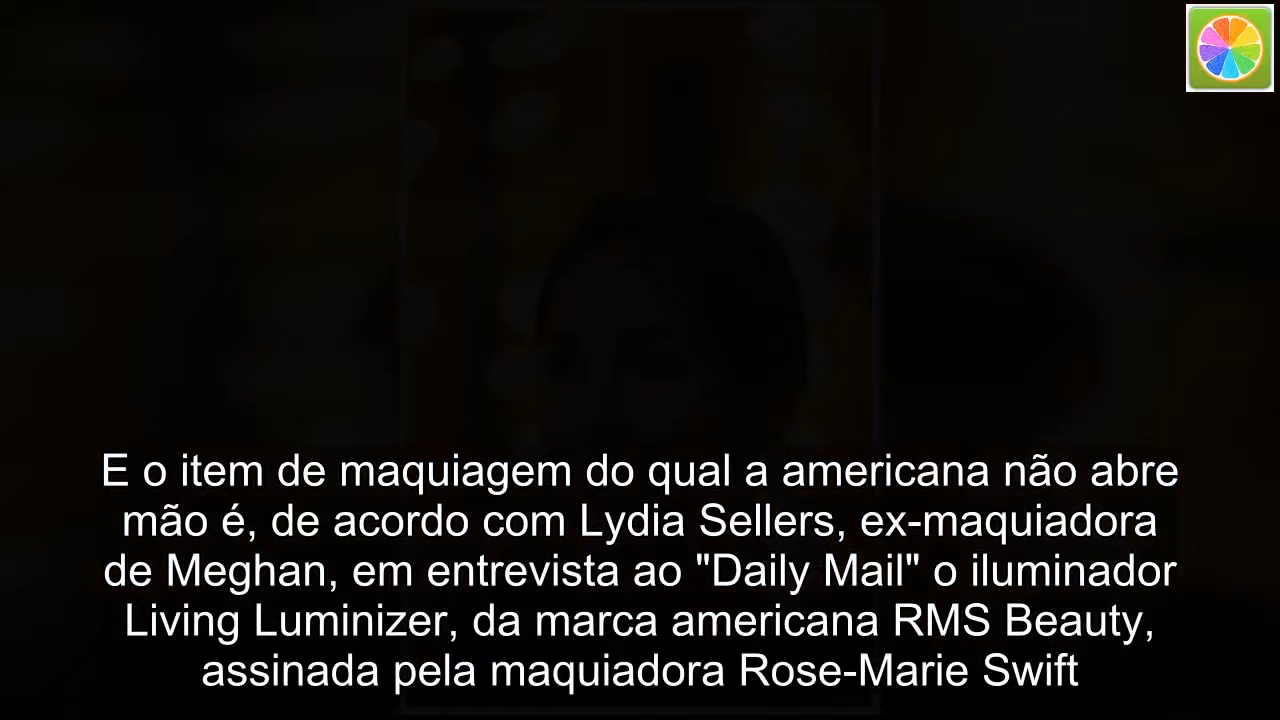 E o item de maquiagem do qual a americana não abre
mão é, de acordo com Lydia Sellers, ex-maquiadora
de Meghan, em entrevista ao "Daily Mail" o iluminador
Living Luminizer, da marca americana RMS Beauty,
assinada pela maquiadora Rose-Marie Swift